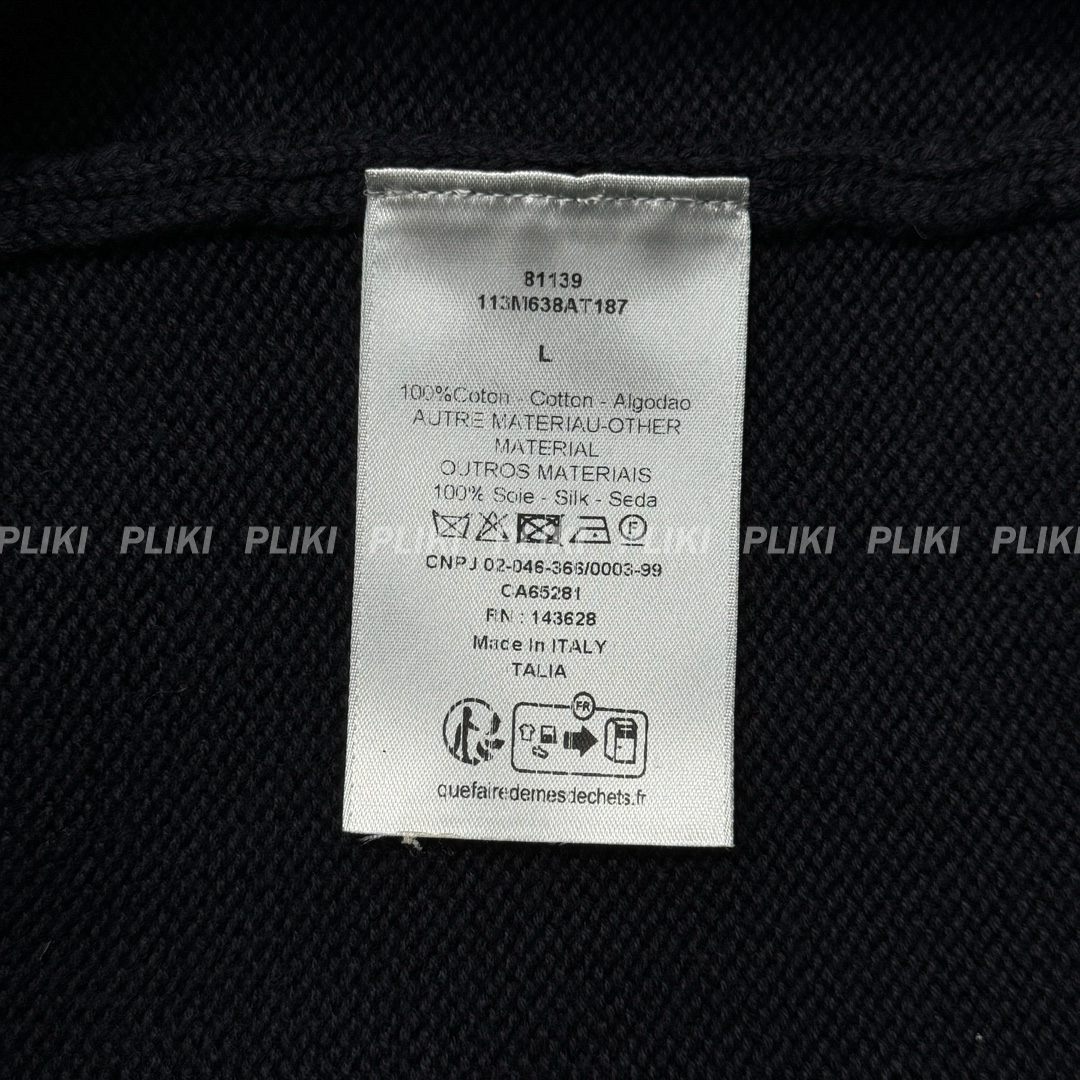 81139
113M638AT187
L
100%Coton - Cotton - Algodao
AUTRE MATERIAU-OTHER
MATERIAL
OUTROS MATERIAIS
100% Soie - Silk - Seda
F
PLIKI PLIKI PLIKI PLIKI PLIKI PLIKI PLIKI PLIKI PLIKI
CNPJ 02-046-366/0003-99
CA65281
RN : 143628
Made In ITALY
TALIA
FR
quefairedemesdechets.fr